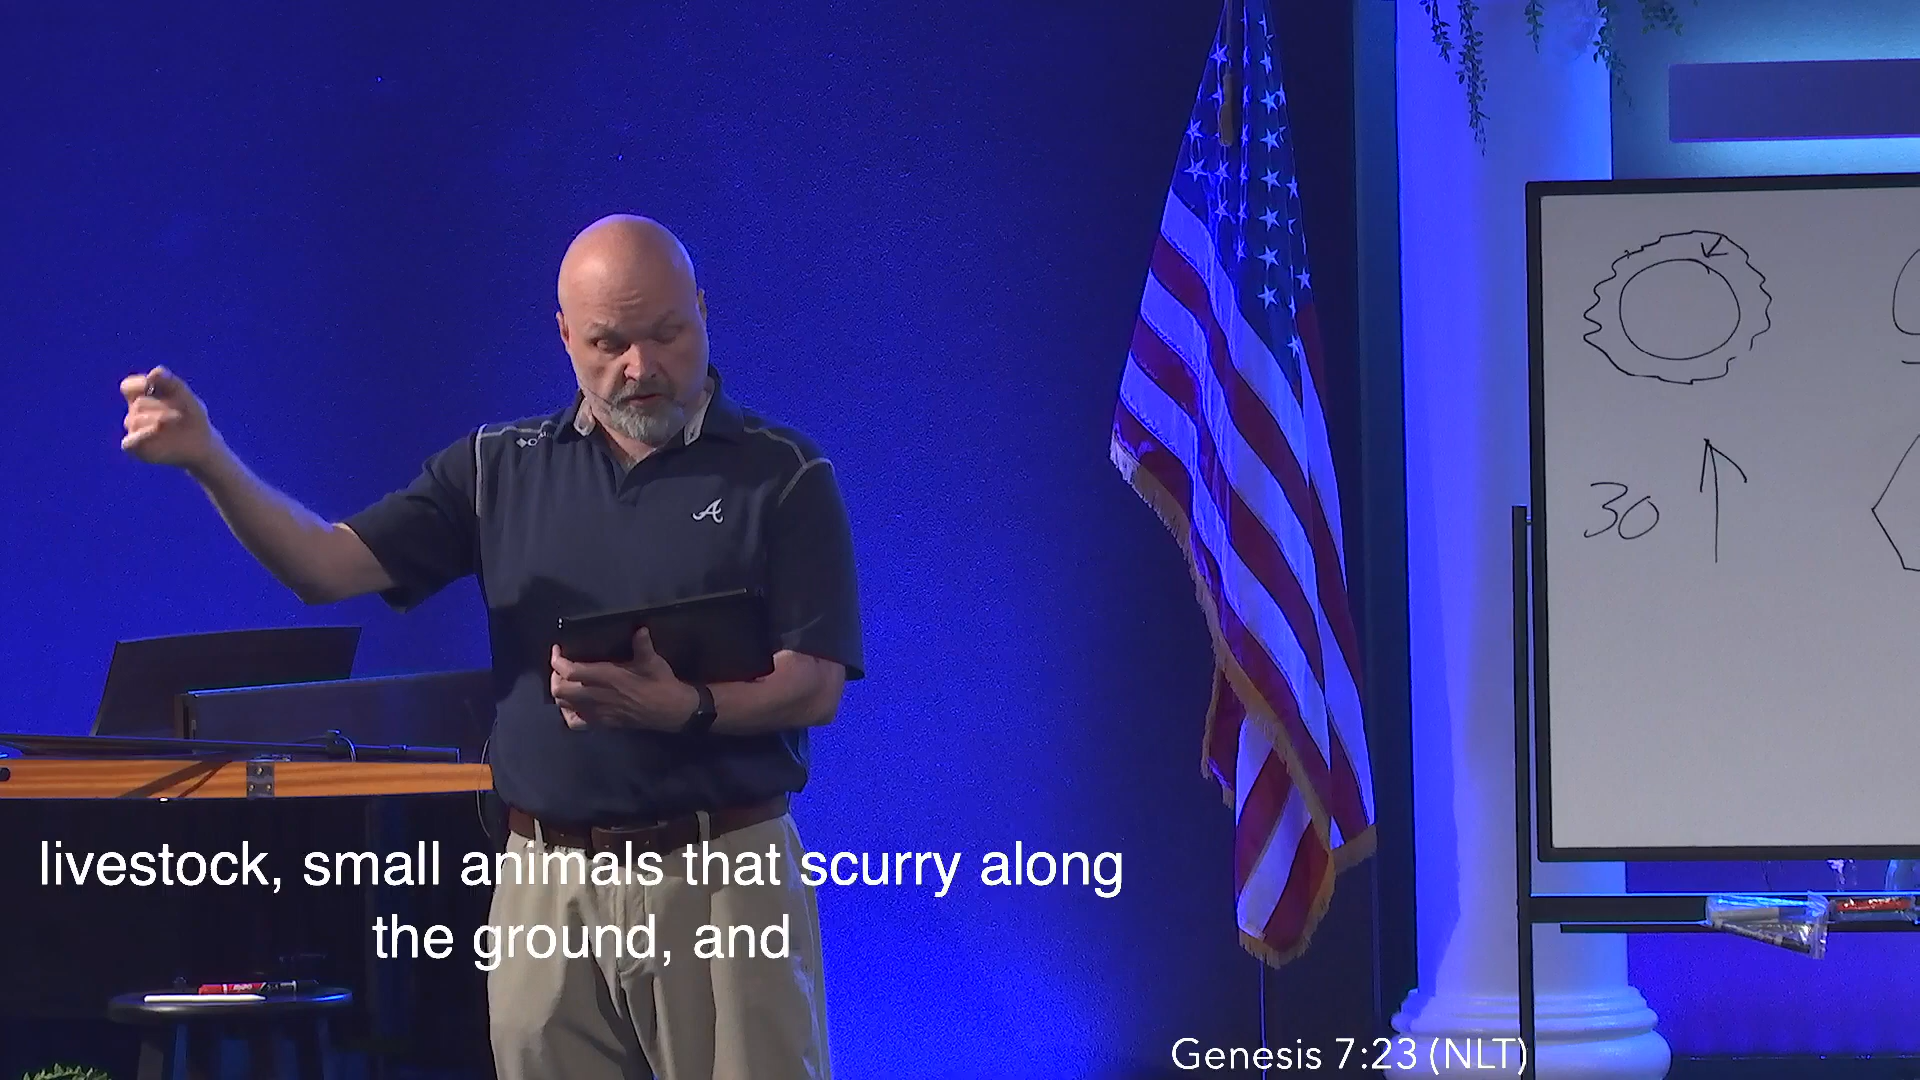 A
30
livestock, small animals that scurry along
the ground, and
Genesis 7:23 (NLT)